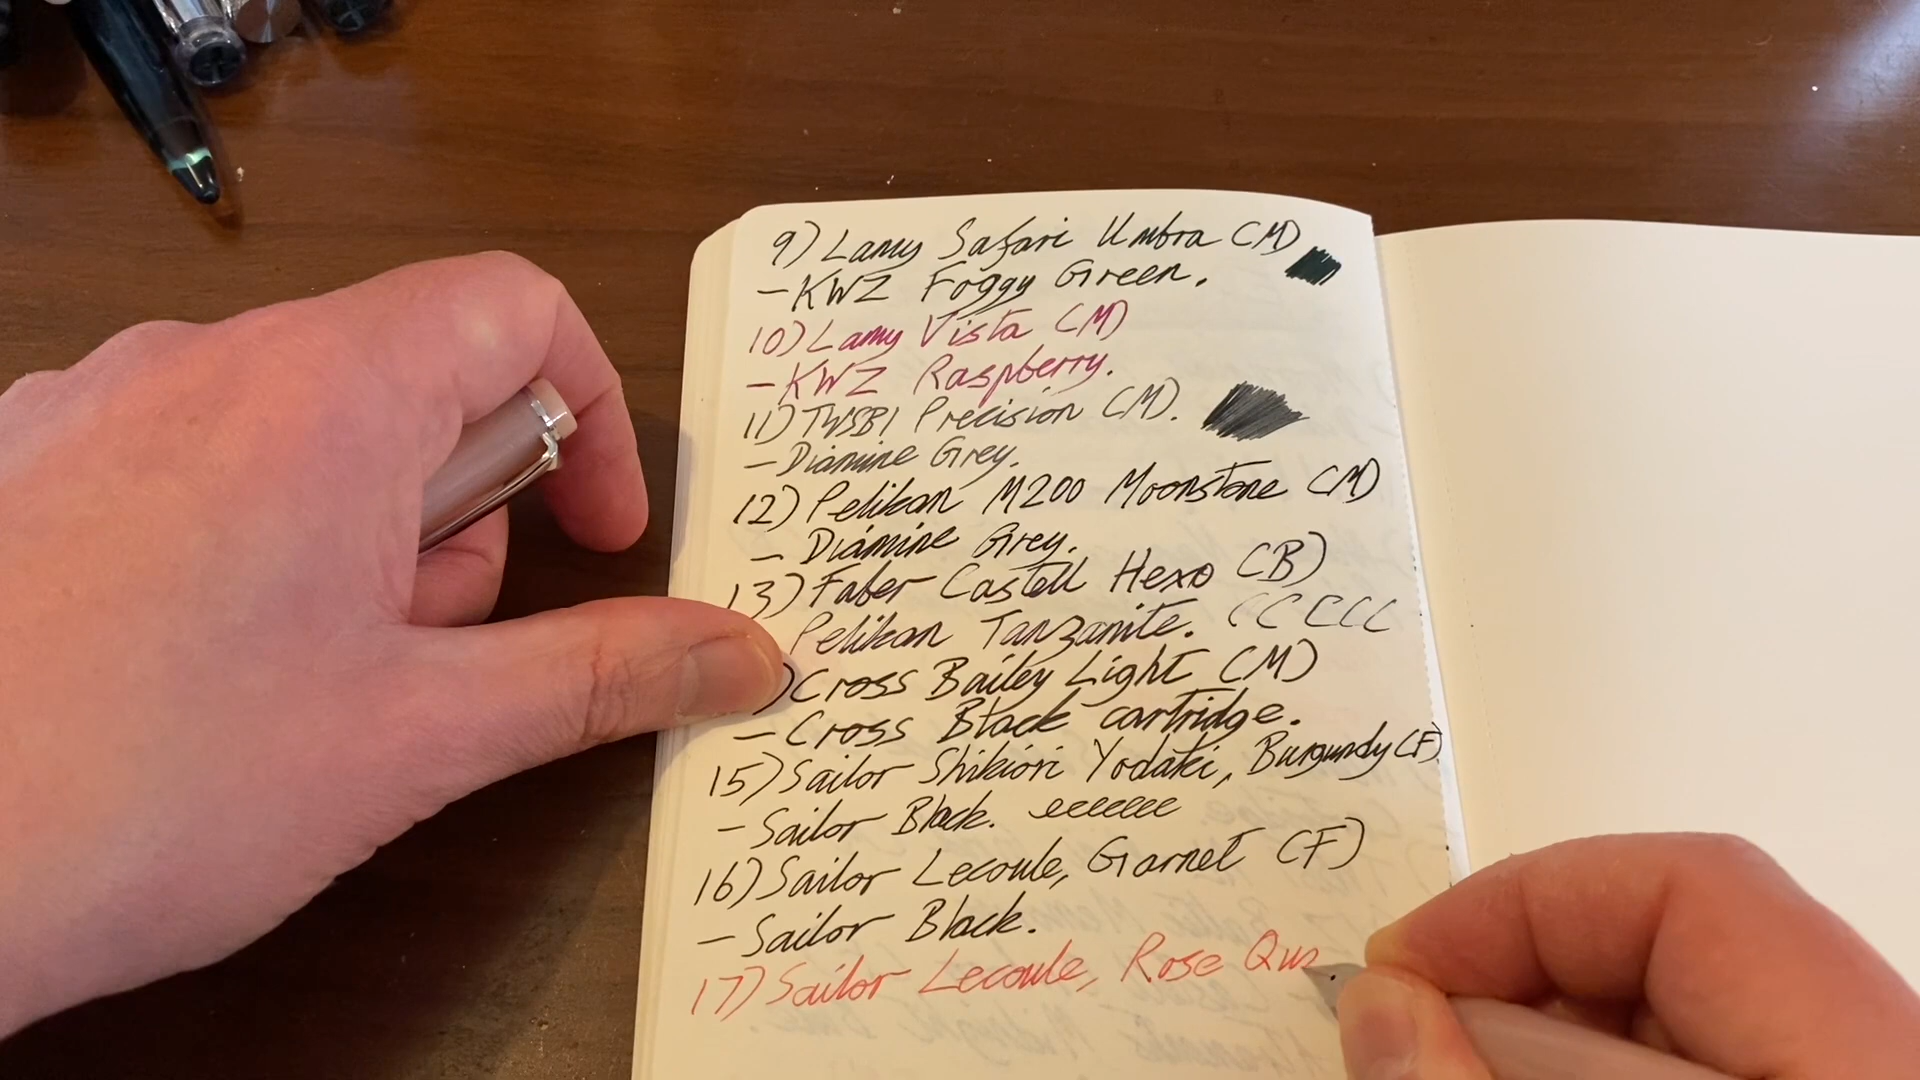 9) Lamy Safari Umbra (M)
- KWZ Foggy Green.
10) Lamy Vista (M)
- KWZ Raspberry.
11) TWSBI Precision (M).
- Diamine Grey.
12) Pelikan M200 Moonstone (M)
- Diamine Grey.
13) Faber Castell Hexo (B)
Pelikan Tanzanite. CCCCC
) Cross Bailey Light (M)
- Cross Black cartridge.
15) Sailor Shikiori Yodaki, Burgundy (F)
- Sailor Black. eeeeeee
16) Sailor Lecoule, Garnet (F)
- Sailor Black.
17) Sailor Lecoule, Rose Qua